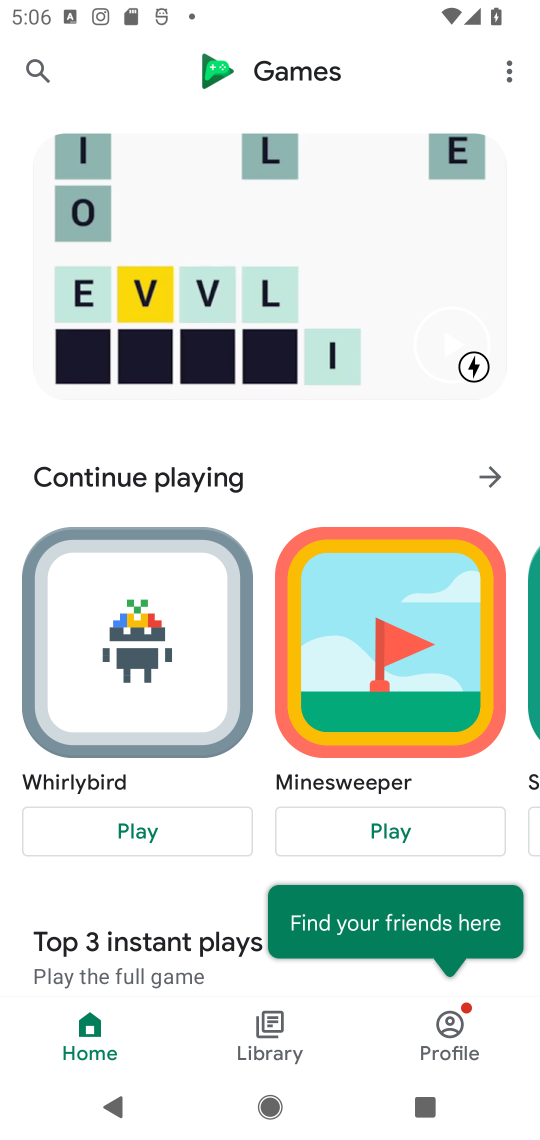 5:06
Games
I L E
O
E V V L
I
Continue playing
Whirlybird
Minesweeper
S
Play
Play
Find your friends here
Top 3 instant plays
Play the full game
Home
Library
Profile